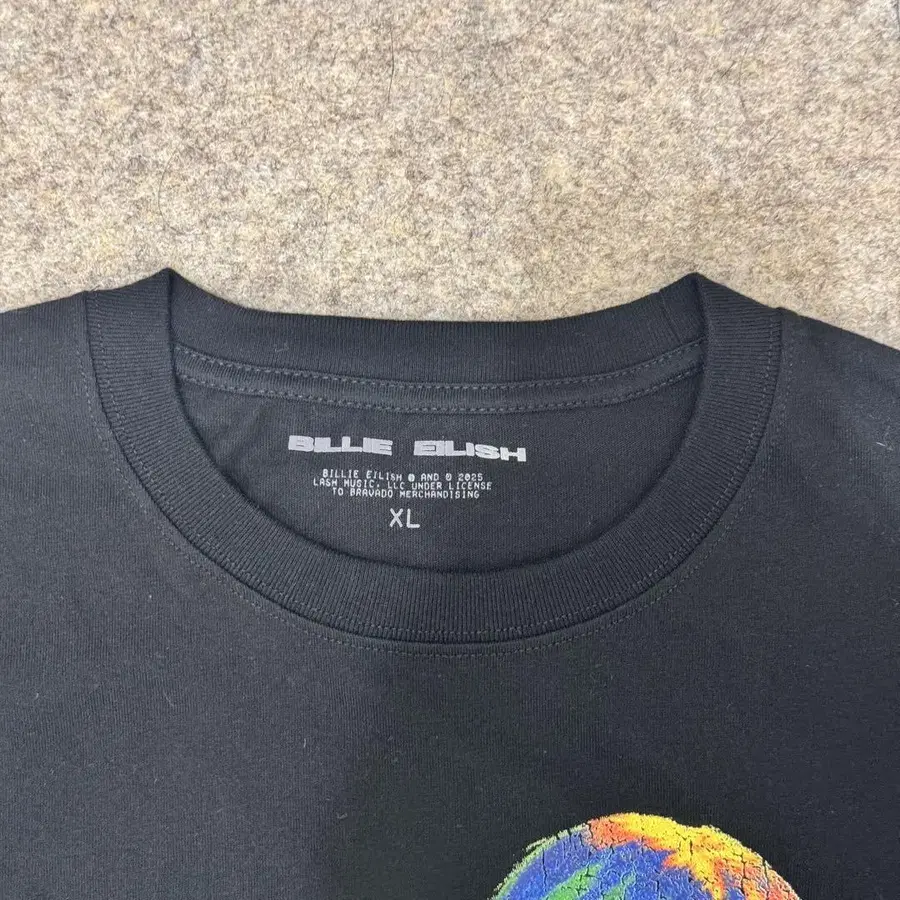 BILLIE EILISH
BILLIE EILISH ® AND © 2025
LASH MUSIC, LLC UNDER LICENSE
TO BRAVADO MERCHANDISING
XL